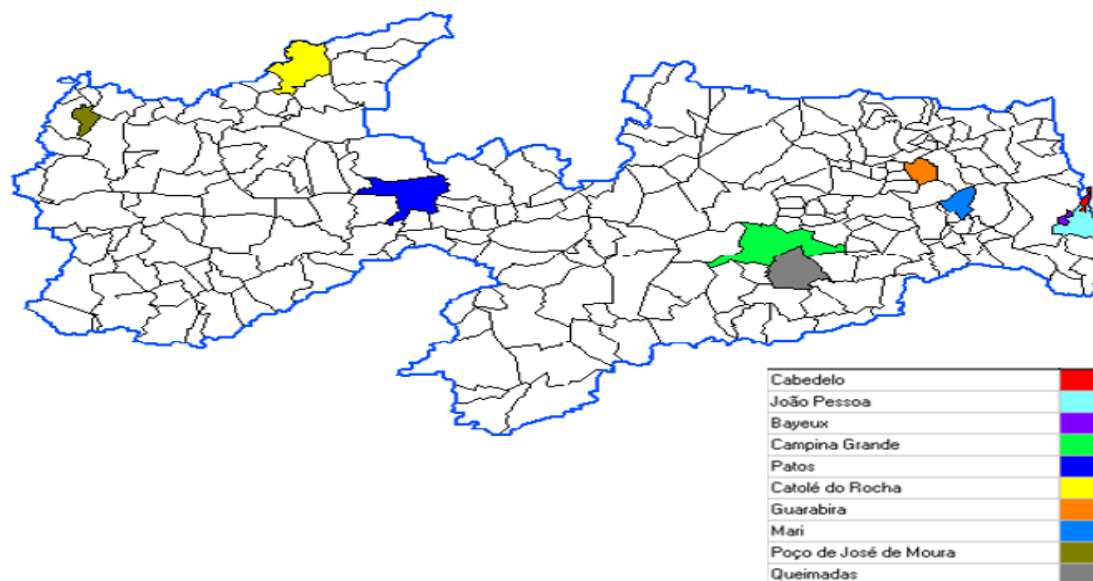 Cabedelo
João Pessoa
Bayeux
Campina Grande
Patos
Catolé do Rocha
Guarabira
Mari
Poço de José de Moura
Queimadas